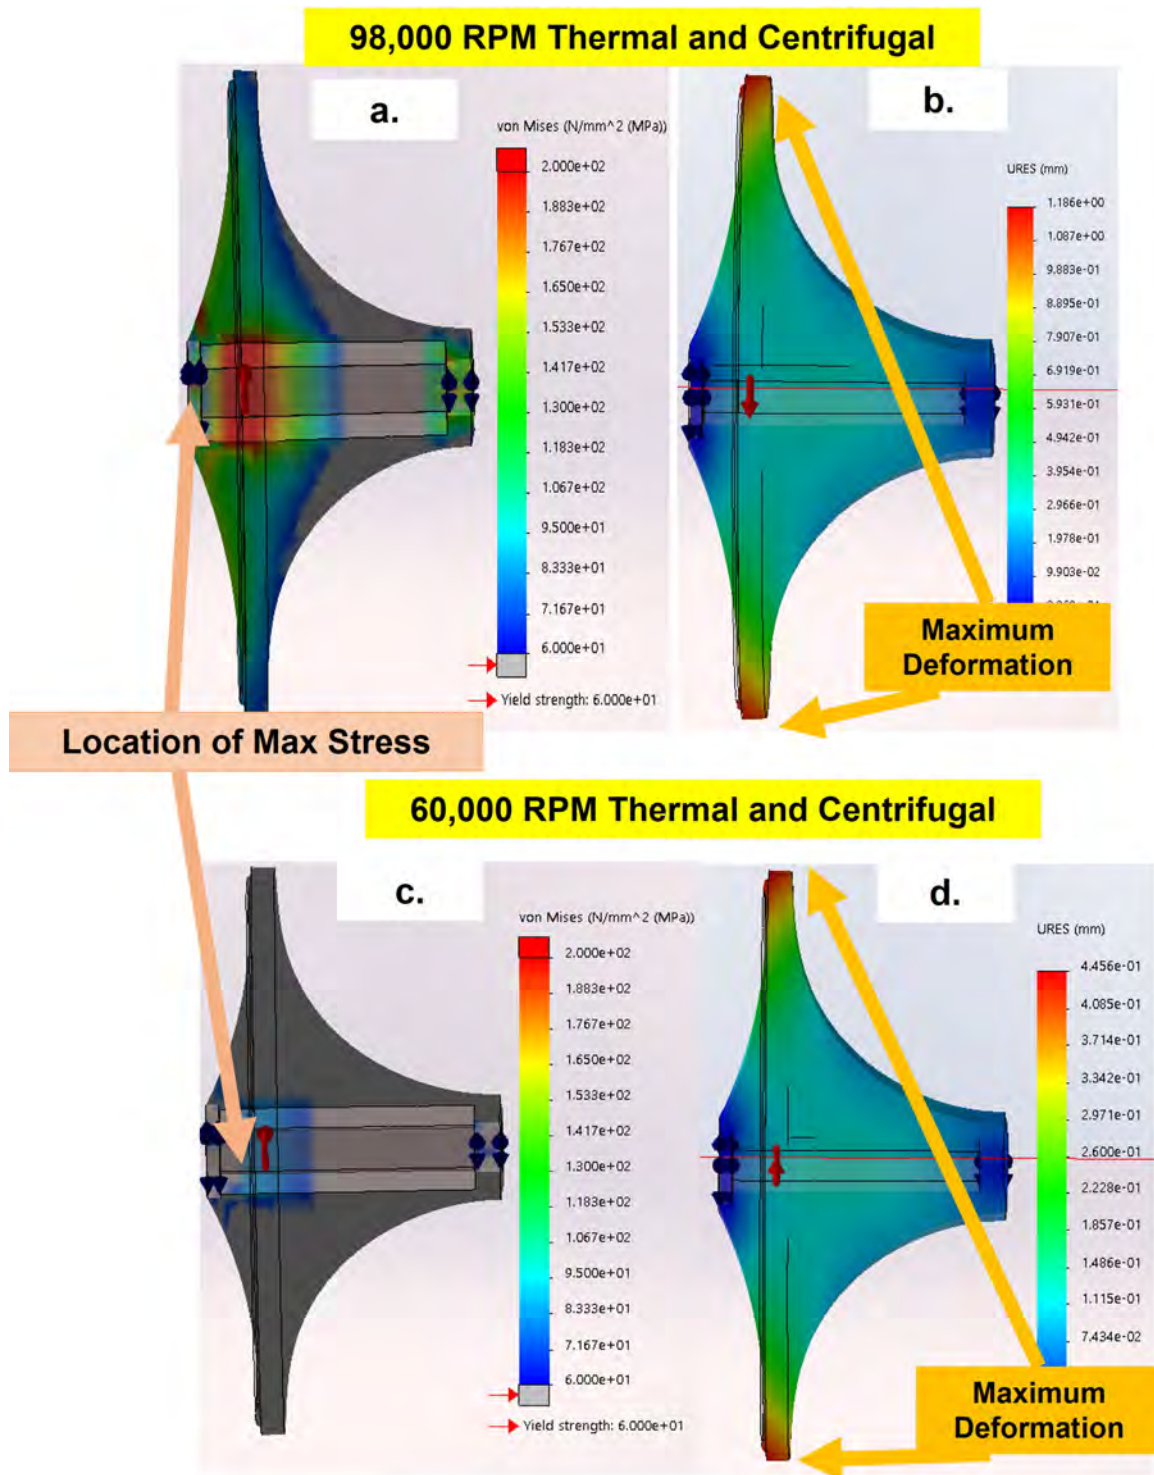 98,000 RPM Thermal and Centrifugal
a.
von Mises (N/mm^2 (MPa))
2.000e+02
1.883e+02
1.767e+02
1.650e+02
1.533e+02
1.417e+02
1.300e+02
1.183e+02
1.067e+02
9.500e+01
8.333e+01
7.167e+01
6.000e+01
Yield strength: 6.000e+01
b.
URES (mm)
1.186e+00
1.087e+00
9.883e-01
8.895e-01
7.907e-01
6.919e-01
5.931e-01
4.942e-01
3.954e-01
2.966e-01
1.978e-01
9.903e-02
Maximum
Deformation
Location of Max Stress
60,000 RPM Thermal and Centrifugal
c.
von Mises (N/mm^2 (MPa))
2.000e+02
1.883e+02
1.767e+02
1.650e+02
1.533e+02
1.417e+02
1.300e+02
1.183e+02
1.067e+02
9.500e+01
8.333e+01
7.167e+01
6.000e+01
Yield strength: 6.000e+01
d.
URES (mm)
4.456e-01
4.085e-01
3.714e-01
3.342e-01
2.971e-01
2.600e-01
2.228e-01
1.857e-01
1.486e-01
1.115e-01
7.434e-02
Maximum
Deformation